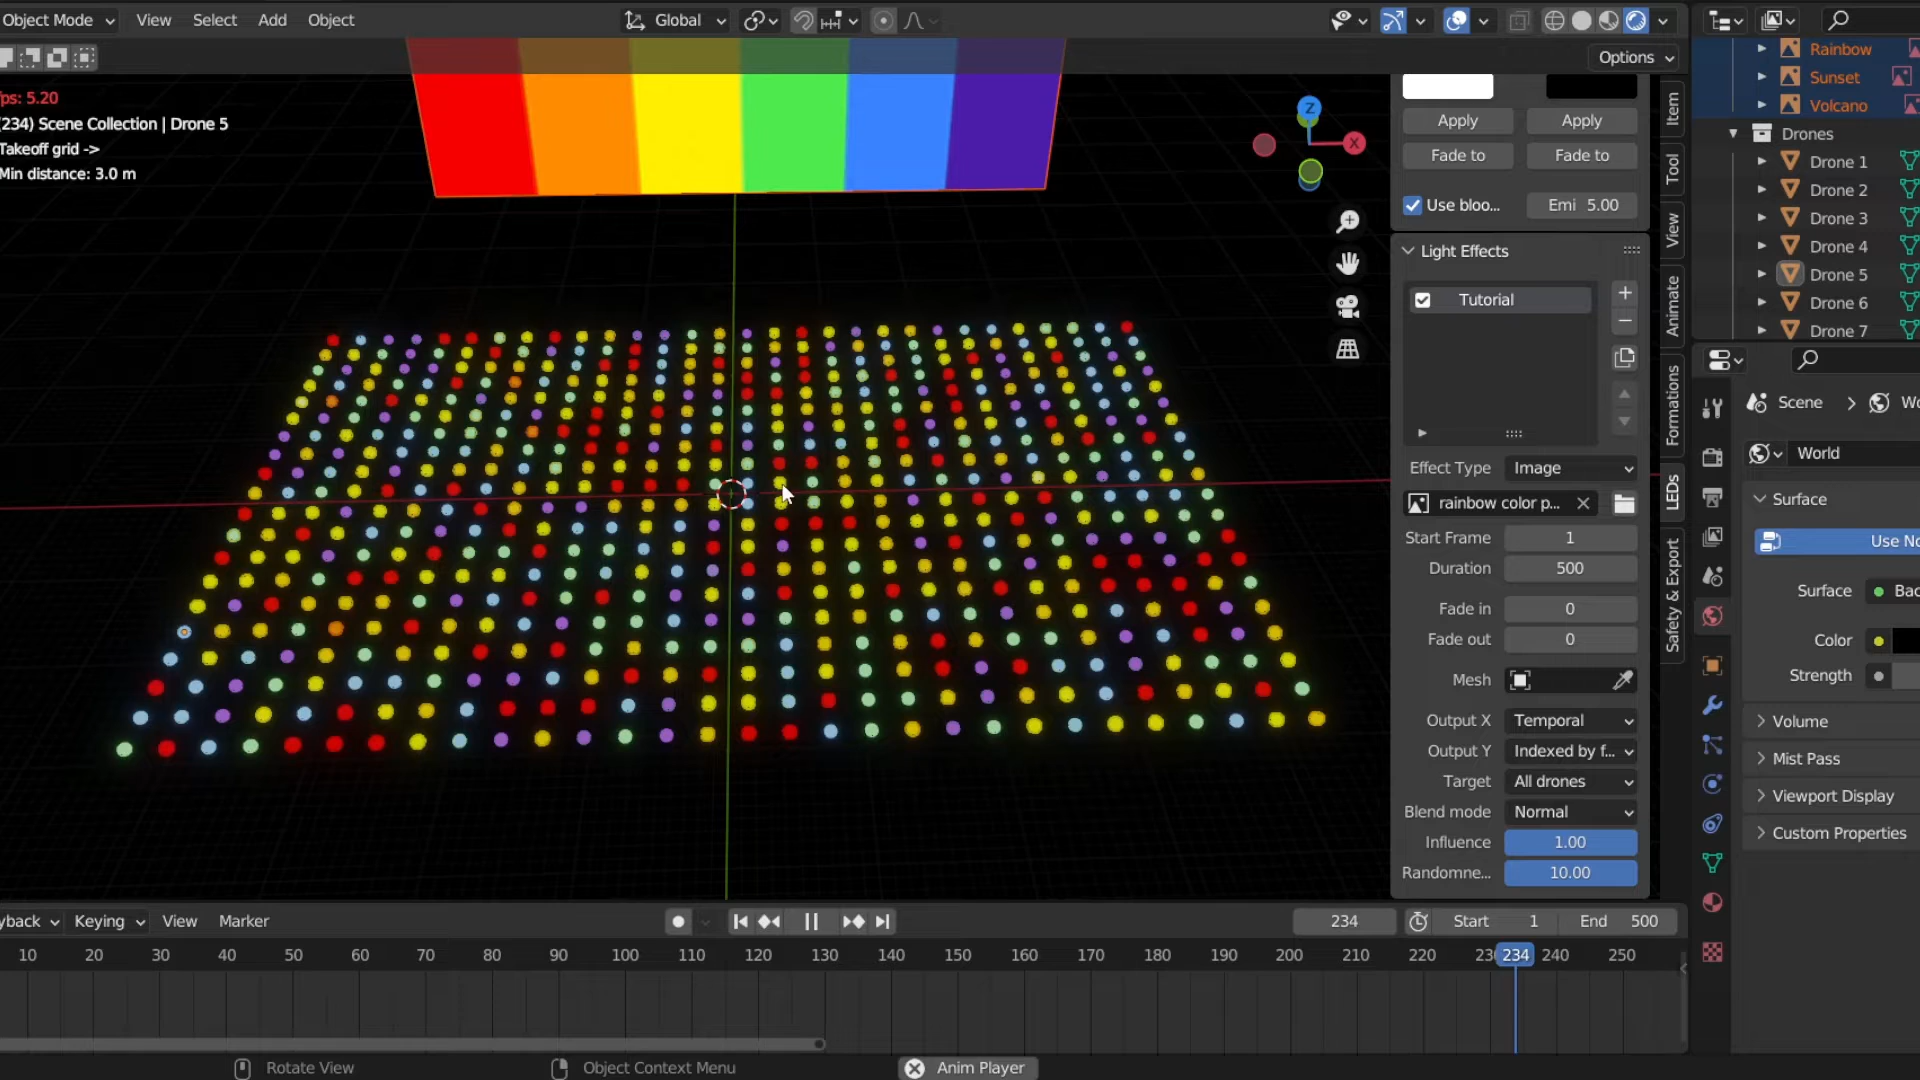 Object Mode View Select Add Object Global
Options
fps: 5.20
(234) Scene Collection | Drone 5
Takeoff grid ->
Min distance: 3.0 m
Z
X
Apply Apply
Fade to Fade to
Use bloo... Emi 5.00
Light Effects
Tutorial
Effect Type Image
rainbow color p...
Start Frame 1
Duration 500
Fade in 0
Fade out 0
Mesh
Output X Temporal
Output Y Indexed by f...
Target All drones
Blend mode Normal
Influence 1.00
Randomne... 10.00
Item
Tool
View
Animate
Formations
LEDs
Safety & Export
Rainbow
Sunset
Volcano
Drones
Drone 1
Drone 2
Drone 3
Drone 4
Drone 5
Drone 6
Drone 7
Scene > Wo
World
Surface
Use No
Surface Bac
Color
Strength
Volume
Mist Pass
Viewport Display
Custom Properties
yback Keying View Marker
234 Start 1 End 500
10 20 30 40 50 60 70 80 90 100 110 120 130 140 150 160 170 180 190 200 210 220 23 234 240 250
Rotate View Object Context Menu Anim Player